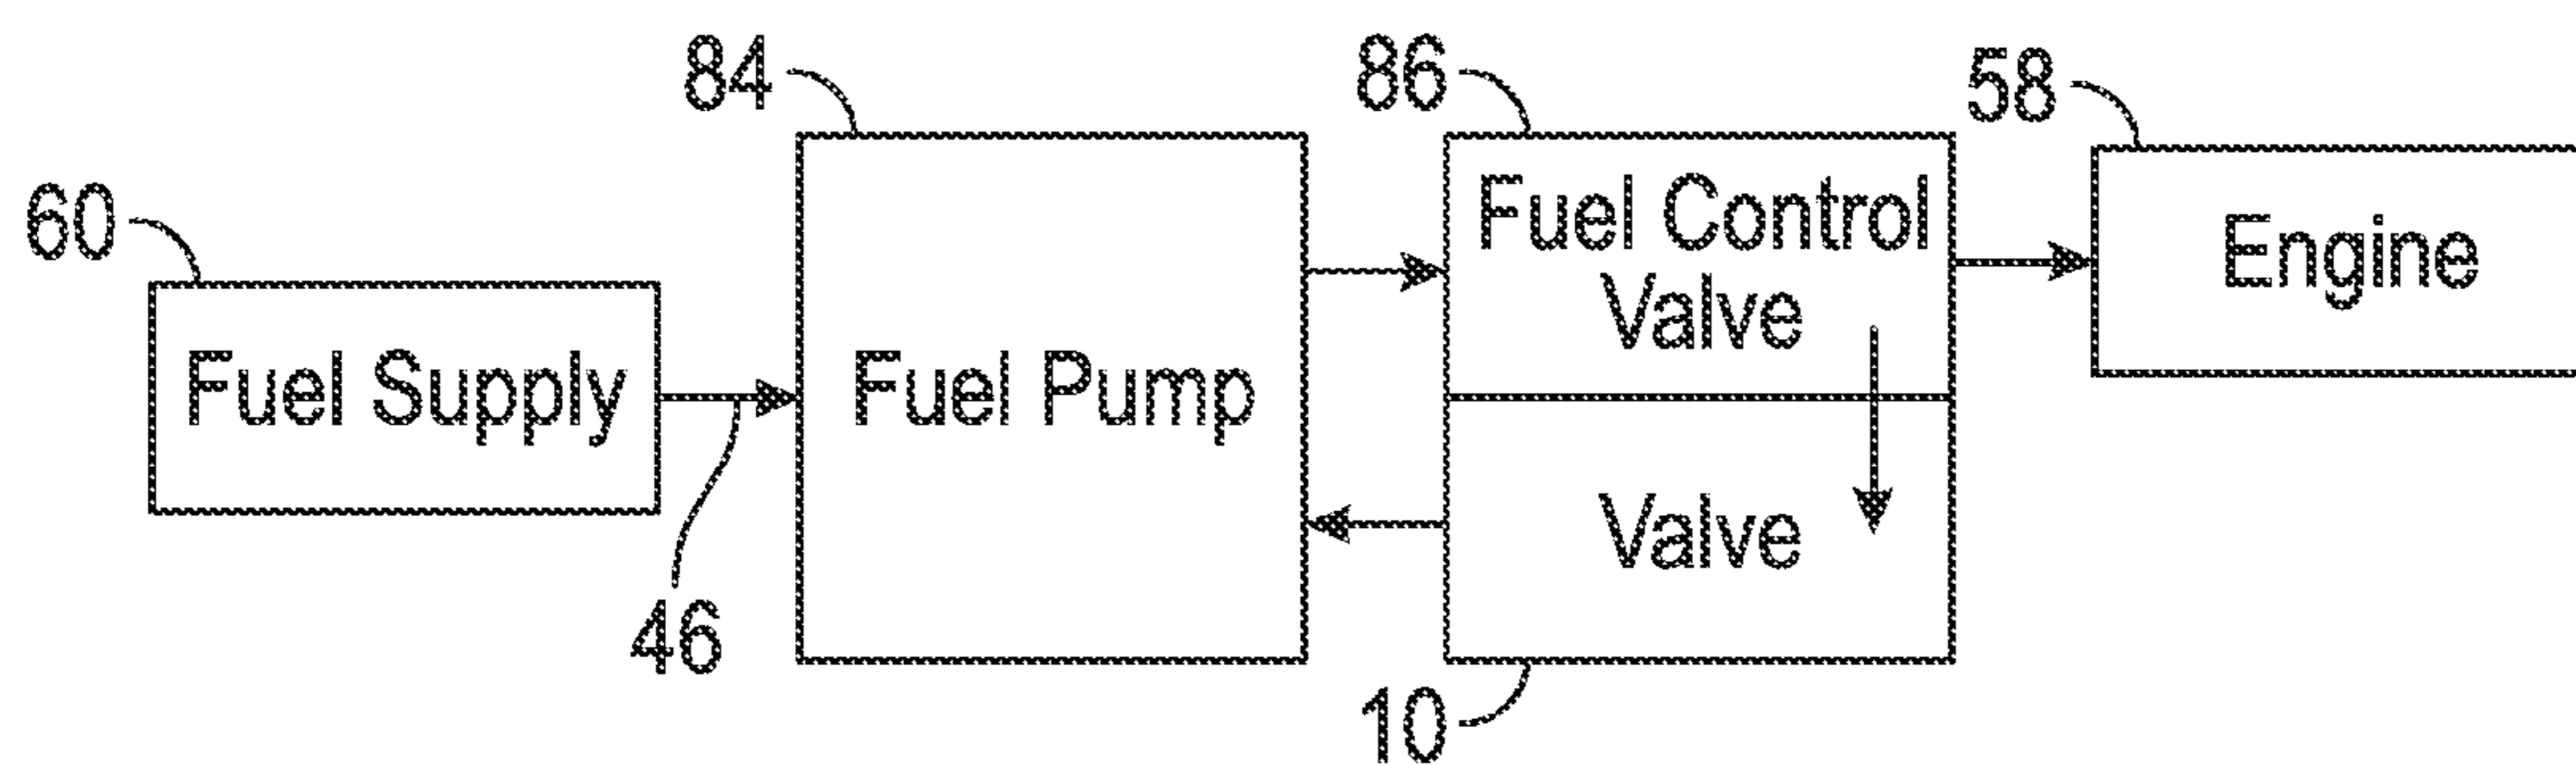 84
86
58
60
Fuel Supply
Fuel Pump
Fuel Control
Valve
Engine
Valve
46
10